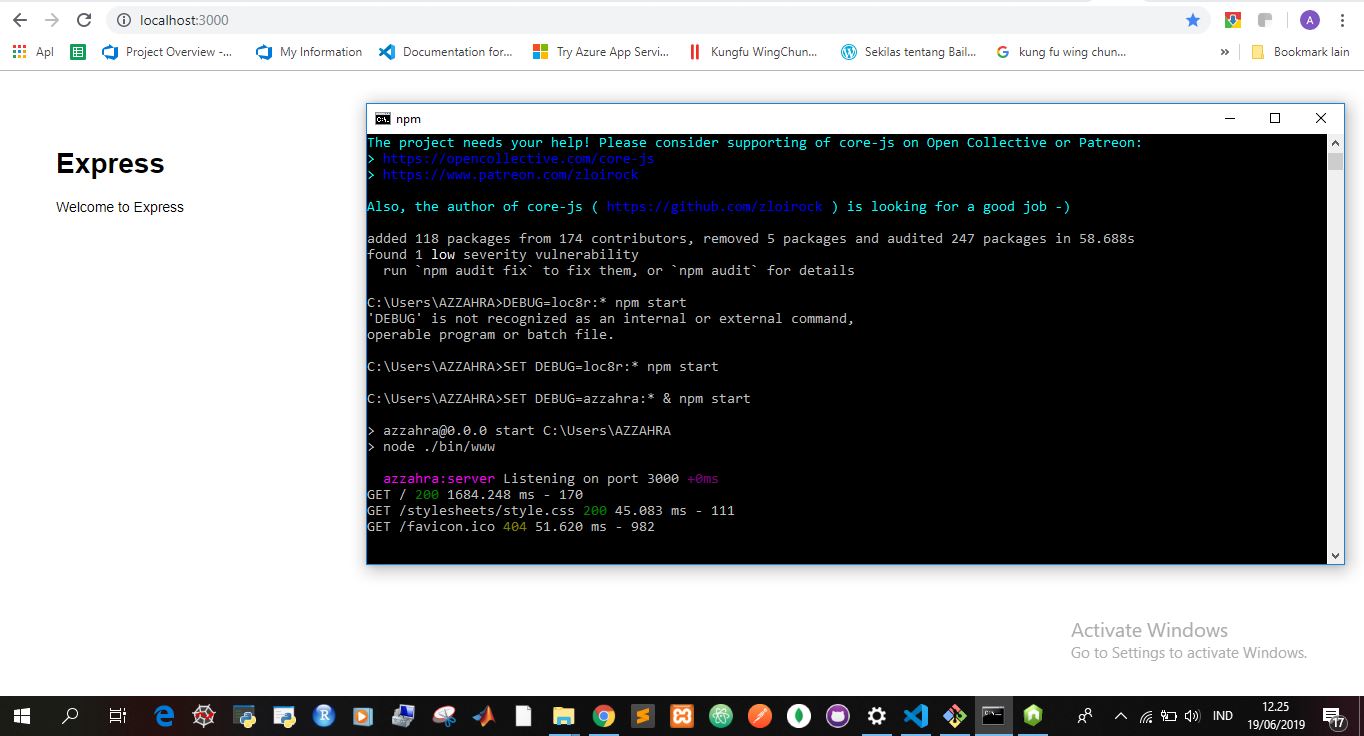 localhost:3000
A
Apl
Project Overview -...
My Information
Documentation for...
Try Azure App Servi...
Kungfu WingChun...
Sekilas tentang Bail...
kung fu wing chun...
»
Bookmark lain
Express
Welcome to Express
npm
The project needs your help! Please consider supporting of core-js on Open Collective or Patreon:
> https://opencollective.com/core-js
> https://www.patreon.com/zloirock
Also, the author of core-js ( https://github.com/zloirock ) is looking for a good job -)
added 118 packages from 174 contributors, removed 5 packages and audited 247 packages in 58.688s
found 1 low severity vulnerability
run `npm audit fix` to fix them, or `npm audit` for details
C:\Users\AZZAHRA>DEBUG=loc8r:* npm start
'DEBUG' is not recognized as an internal or external command,
operable program or batch file.
C:\Users\AZZAHRA>SET DEBUG=loc8r:* npm start
C:\Users\AZZAHRA>SET DEBUG=azzahra:* & npm start
> azzahra@0.0.0 start C:\Users\AZZAHRA
> node ./bin/www
azzahra:server Listening on port 3000 +0ms
GET / 200 1684.248 ms - 170
GET /stylesheets/style.css 200 45.083 ms - 111
GET /favicon.ico 404 51.620 ms - 982
Activate Windows
Go to Settings to activate Windows.
IND
12.25
19/06/2019
17